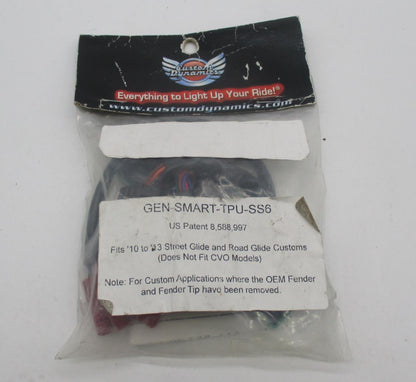 Custom
Dynamics
Everything to Light Up Your Ride!®
www.customdynamics.com
GEN-SMART-TPU-SS6
US Patent 8,588,997
Fits '10 to '13 Street Glide and Road Glide Customs
(Does Not Fit CVO Models)
Note: For Custom Applications where the OEM Fender
and Fender Tip have been removed.